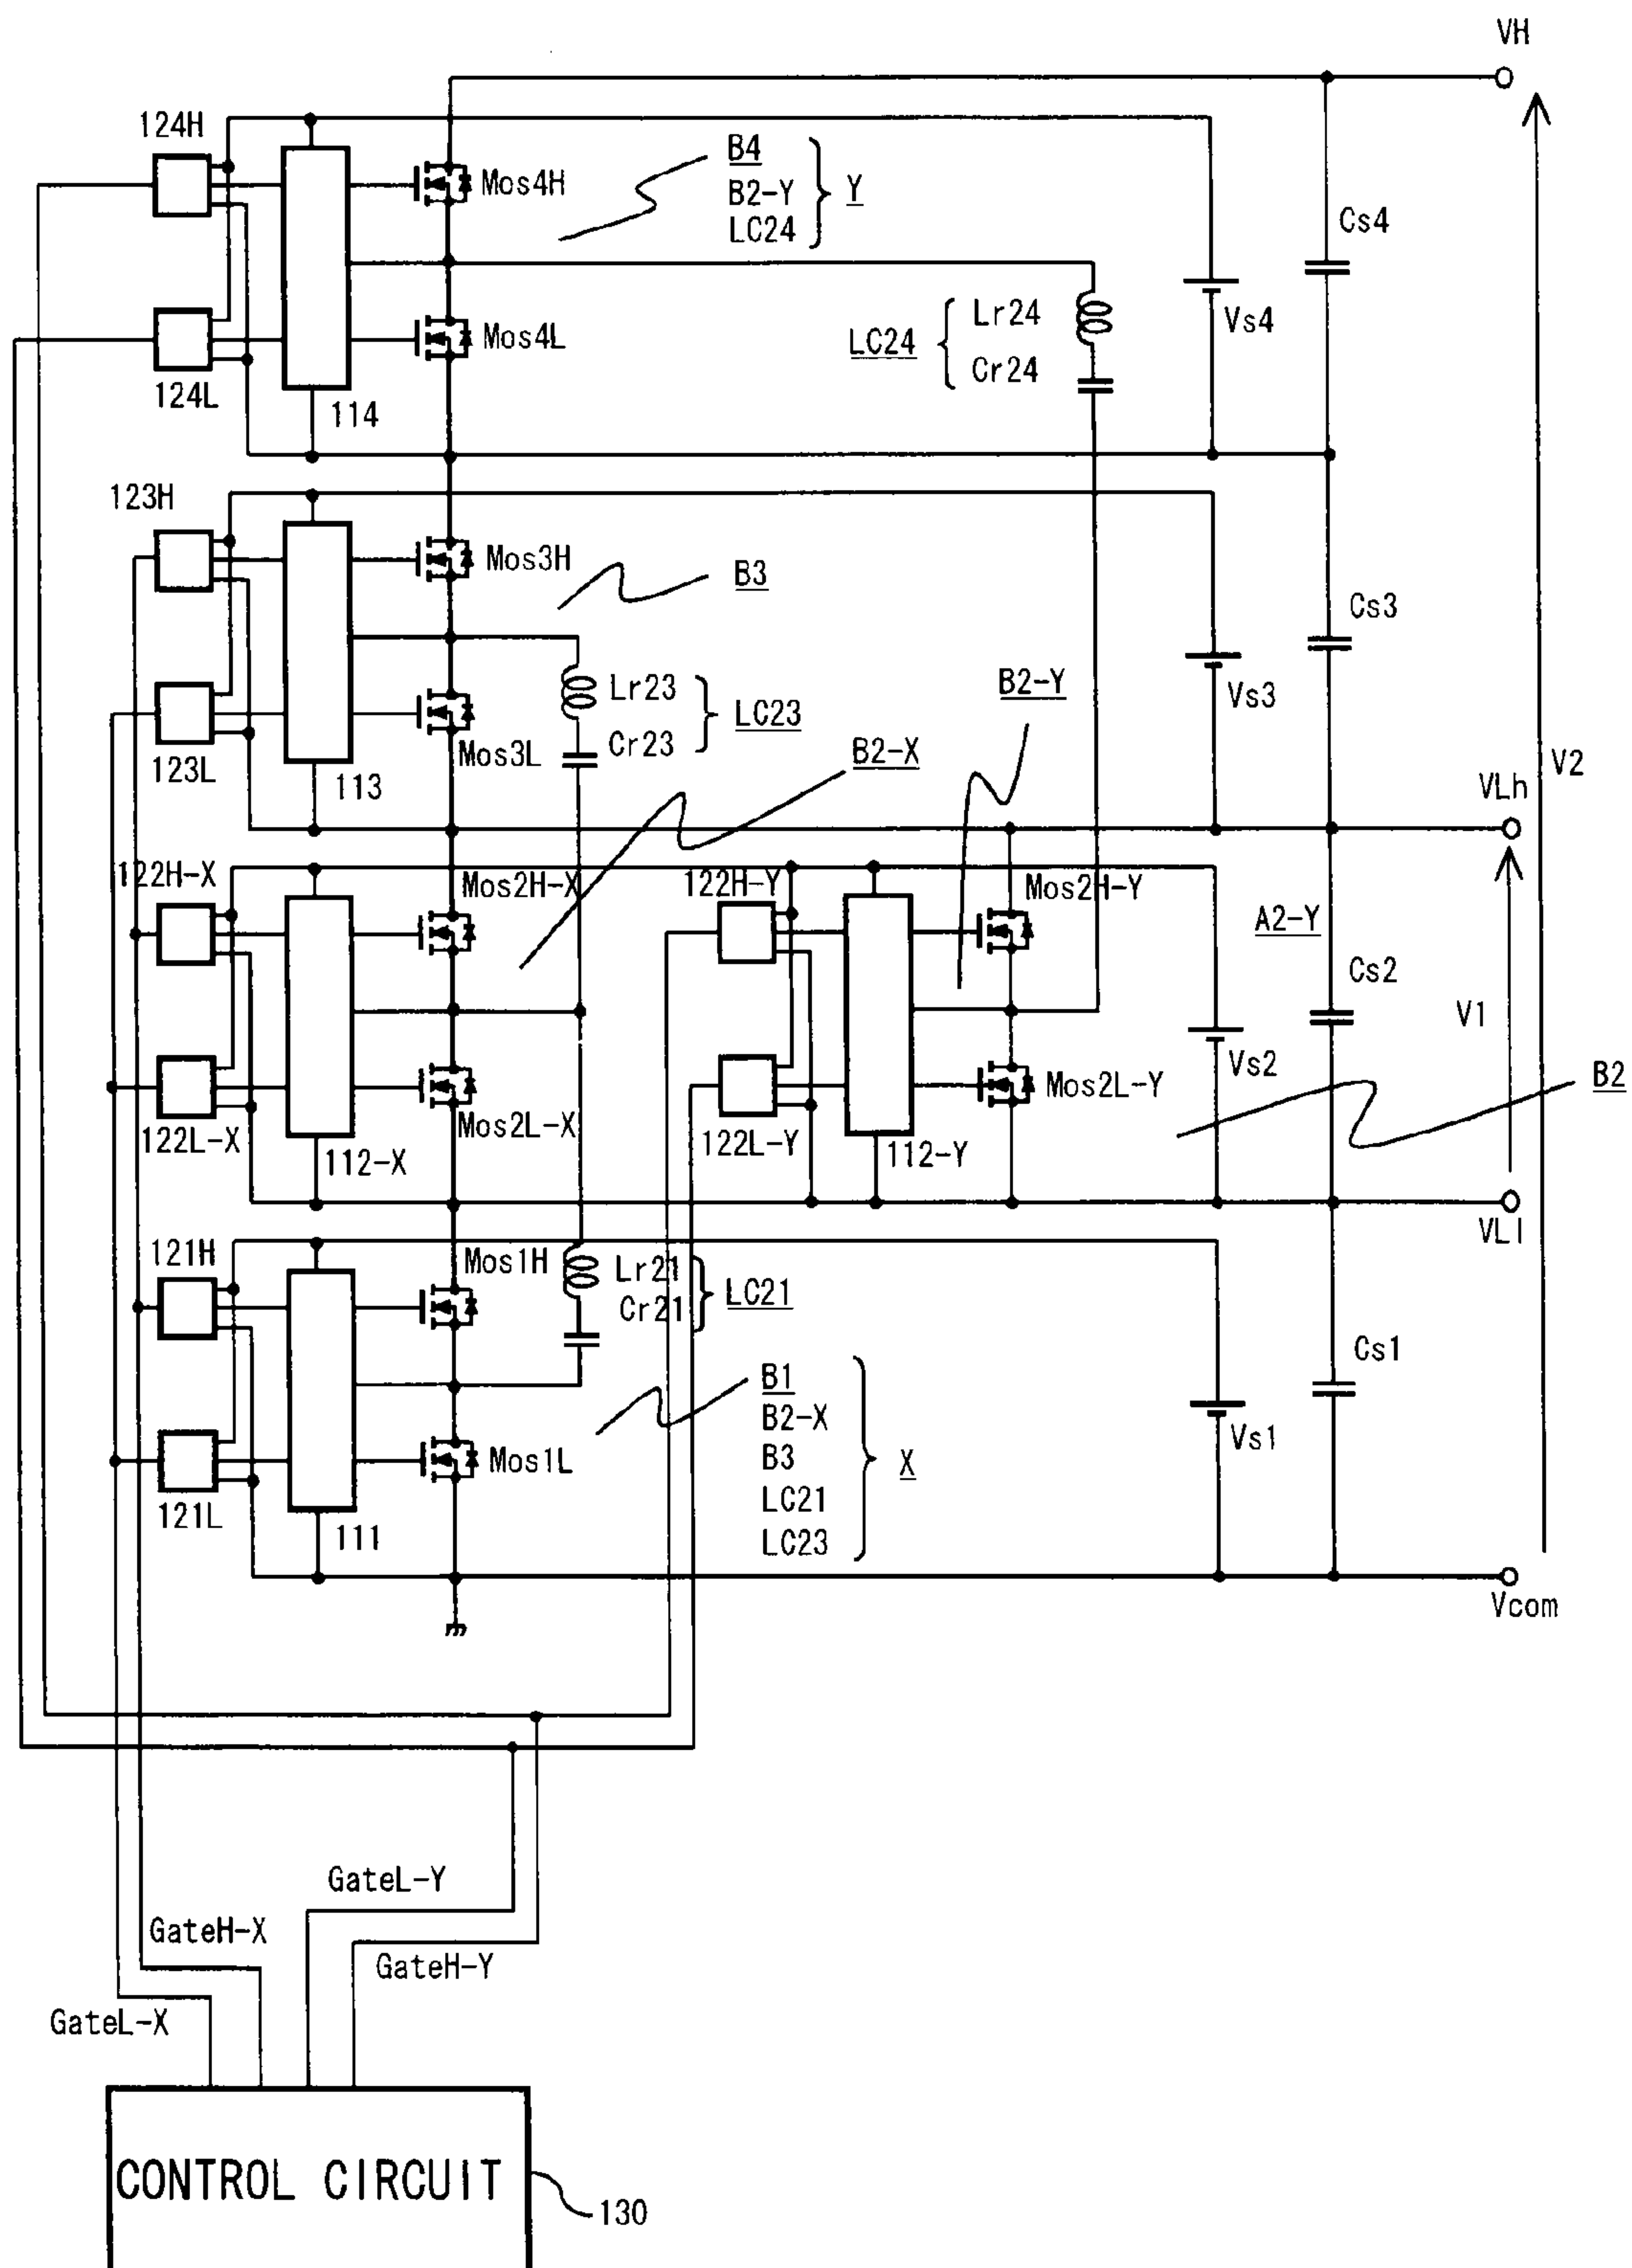 VH
124H
B4
B2-Y
LC24
Y
Mos4H
Cs4
Lr24
LC24
Cr24
Vs4
Mos4L
124L
114
123H
Mos3H
B3
Cs3
Lr23
Cr23
LC23
B2-Y
Vs3
Mos3L
B2-X
123L
113
VLh
V2
122H-X
Mos2H-X
122H-Y
Mos2H-Y
A2-Y
Cs2
V1
Vs2
B2
Mos2L-X
Mos2L-Y
122L-X
112-X
122L-Y
112-Y
VLl
121H
Mos1H
Lr21
Cr21
LC21
Cs1
B1
B2-X
B3
LC21
LC23
X
Vs1
Mos1L
121L
111
Vcom
GateL-Y
GateH-X
GateH-Y
GateL-X
CONTROL CIRCUIT
130